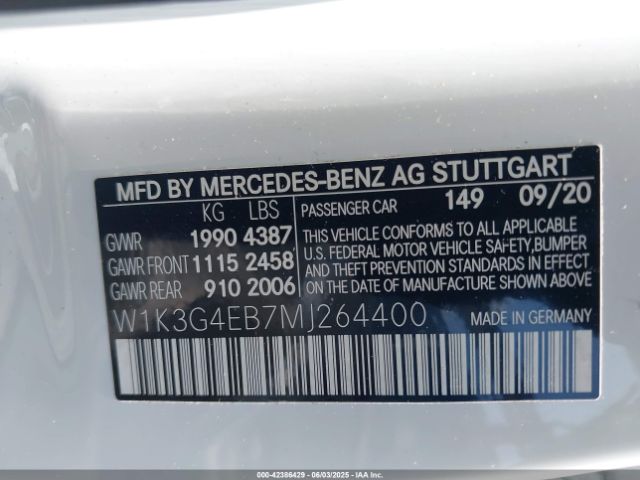 MFD BY MERCEDES-BENZ AG STUTTGART
KG LBS PASSENGER CAR 149 09/20
GVWR 1990 4387
GAWR FRONT 1115 2458
GAWR REAR 910 2006
THIS VEHICLE CONFORMS TO ALL APPLICABLE
U.S. FEDERAL MOTOR VEHICLE SAFETY, BUMPER
AND THEFT PREVENTION STANDARDS IN EFFECT
ON THE DATE OF MANUFACTURE SHOWN ABOVE.
W1K3G4EB7MJ264400 MADE IN GERMANY
000-42386429 - 06/03/2025 - IAAI.COM